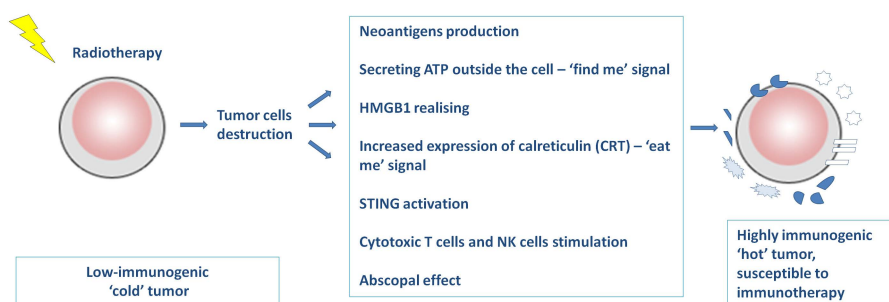 Radiotherapy
Low-immunogenic
'cold' tumor
Tumor cells
destruction
Neoantigens production
Secreting ATP outside the cell – 'find me' signal
HMGB1 realising
Increased expression of calreticulin (CRT) – 'eat
me' signal
STING activation
Cytotoxic T cells and NK cells stimulation
Abscopal effect
Highly immunogenic
'hot' tumor,
susceptible to
immunotherapy